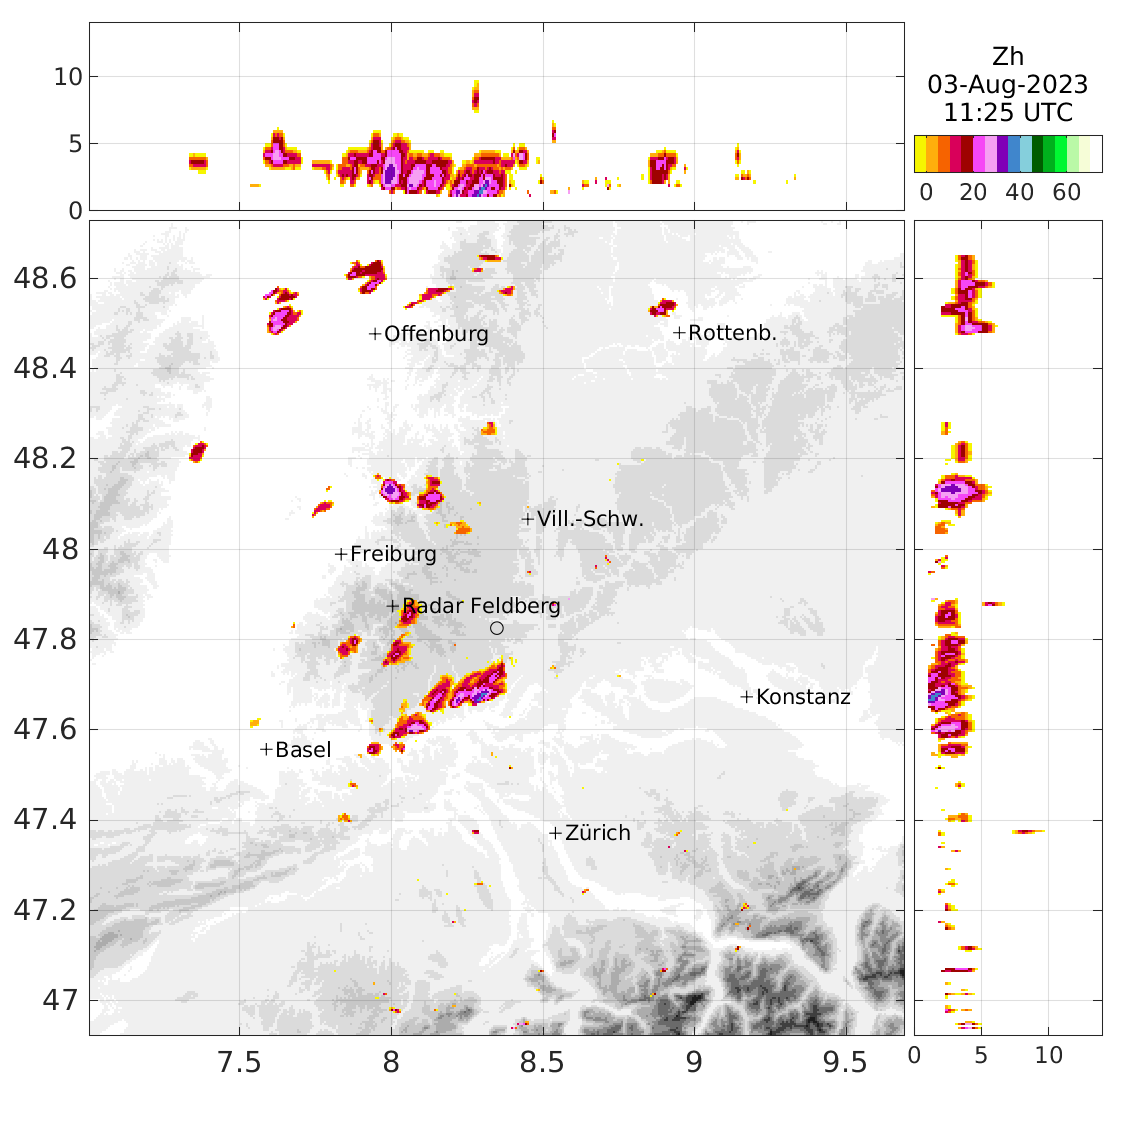 10
5
0
Zh
03-Aug-2023
11:25 UTC
0 20 40 60
48.6
48.4
48.2
48
47.8
47.6
47.4
47.2
47
+Offenburg
+Rottenb.
+Vill.-Schw.
+Freiburg
+Radar Feldberg
+Konstanz
+Basel
+Zürich
7.5 8 8.5 9 9.5
0 5 10